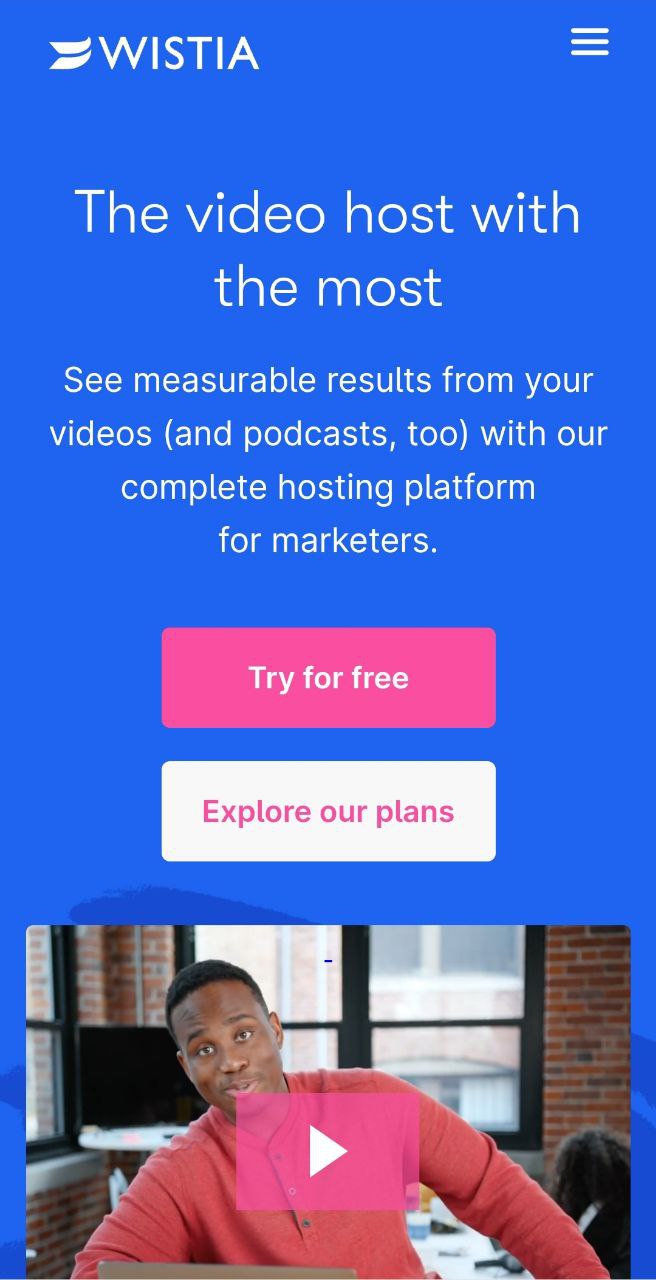 WISTIA
The video host with
the most
See measurable results from your
videos (and podcasts, too) with our
complete hosting platform
for marketers.
Try for free
Explore our plans